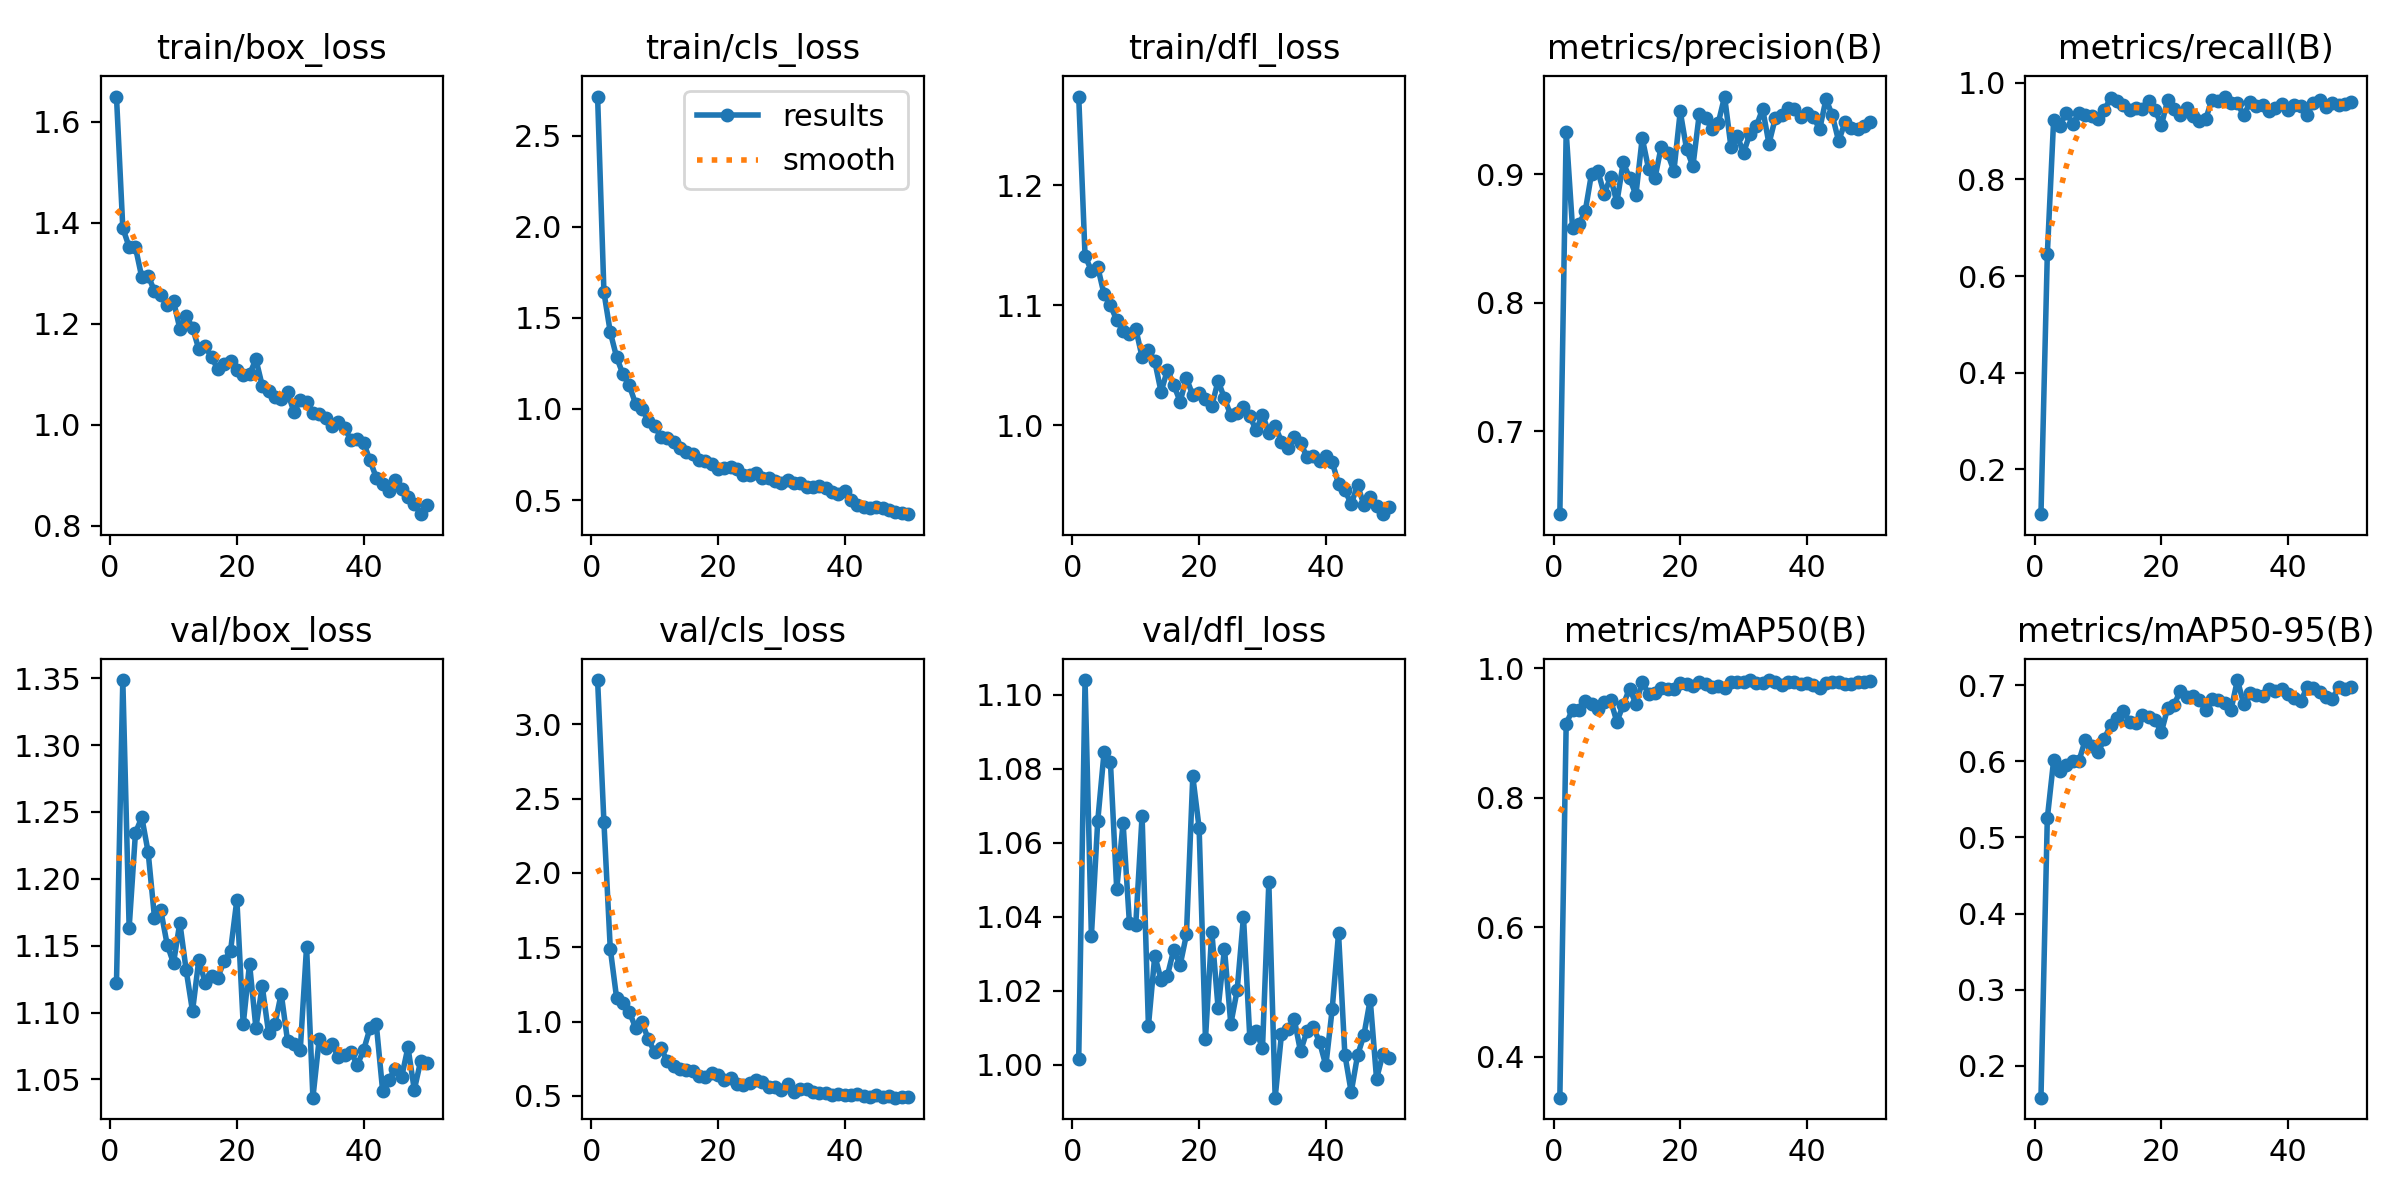 train/box_loss
1.6
1.4
1.2
1.0
0.8
0 20 40
train/cls_loss
results
smooth
2.5
2.0
1.5
1.0
0.5
0 20 40
train/dfl_loss
1.2
1.1
1.0
0 20 40
metrics/precision(B)
0.9
0.8
0.7
0 20 40
metrics/recall(B)
1.0
0.8
0.6
0.4
0.2
0 20 40
val/box_loss
1.35
1.30
1.25
1.20
1.15
1.10
1.05
0 20 40
val/cls_loss
3.0
2.5
2.0
1.5
1.0
0.5
0 20 40
val/dfl_loss
1.10
1.08
1.06
1.04
1.02
1.00
0 20 40
metrics/mAP50(B)
1.0
0.8
0.6
0.4
0 20 40
metrics/mAP50-95(B)
0.7
0.6
0.5
0.4
0.3
0.2
0 20 40